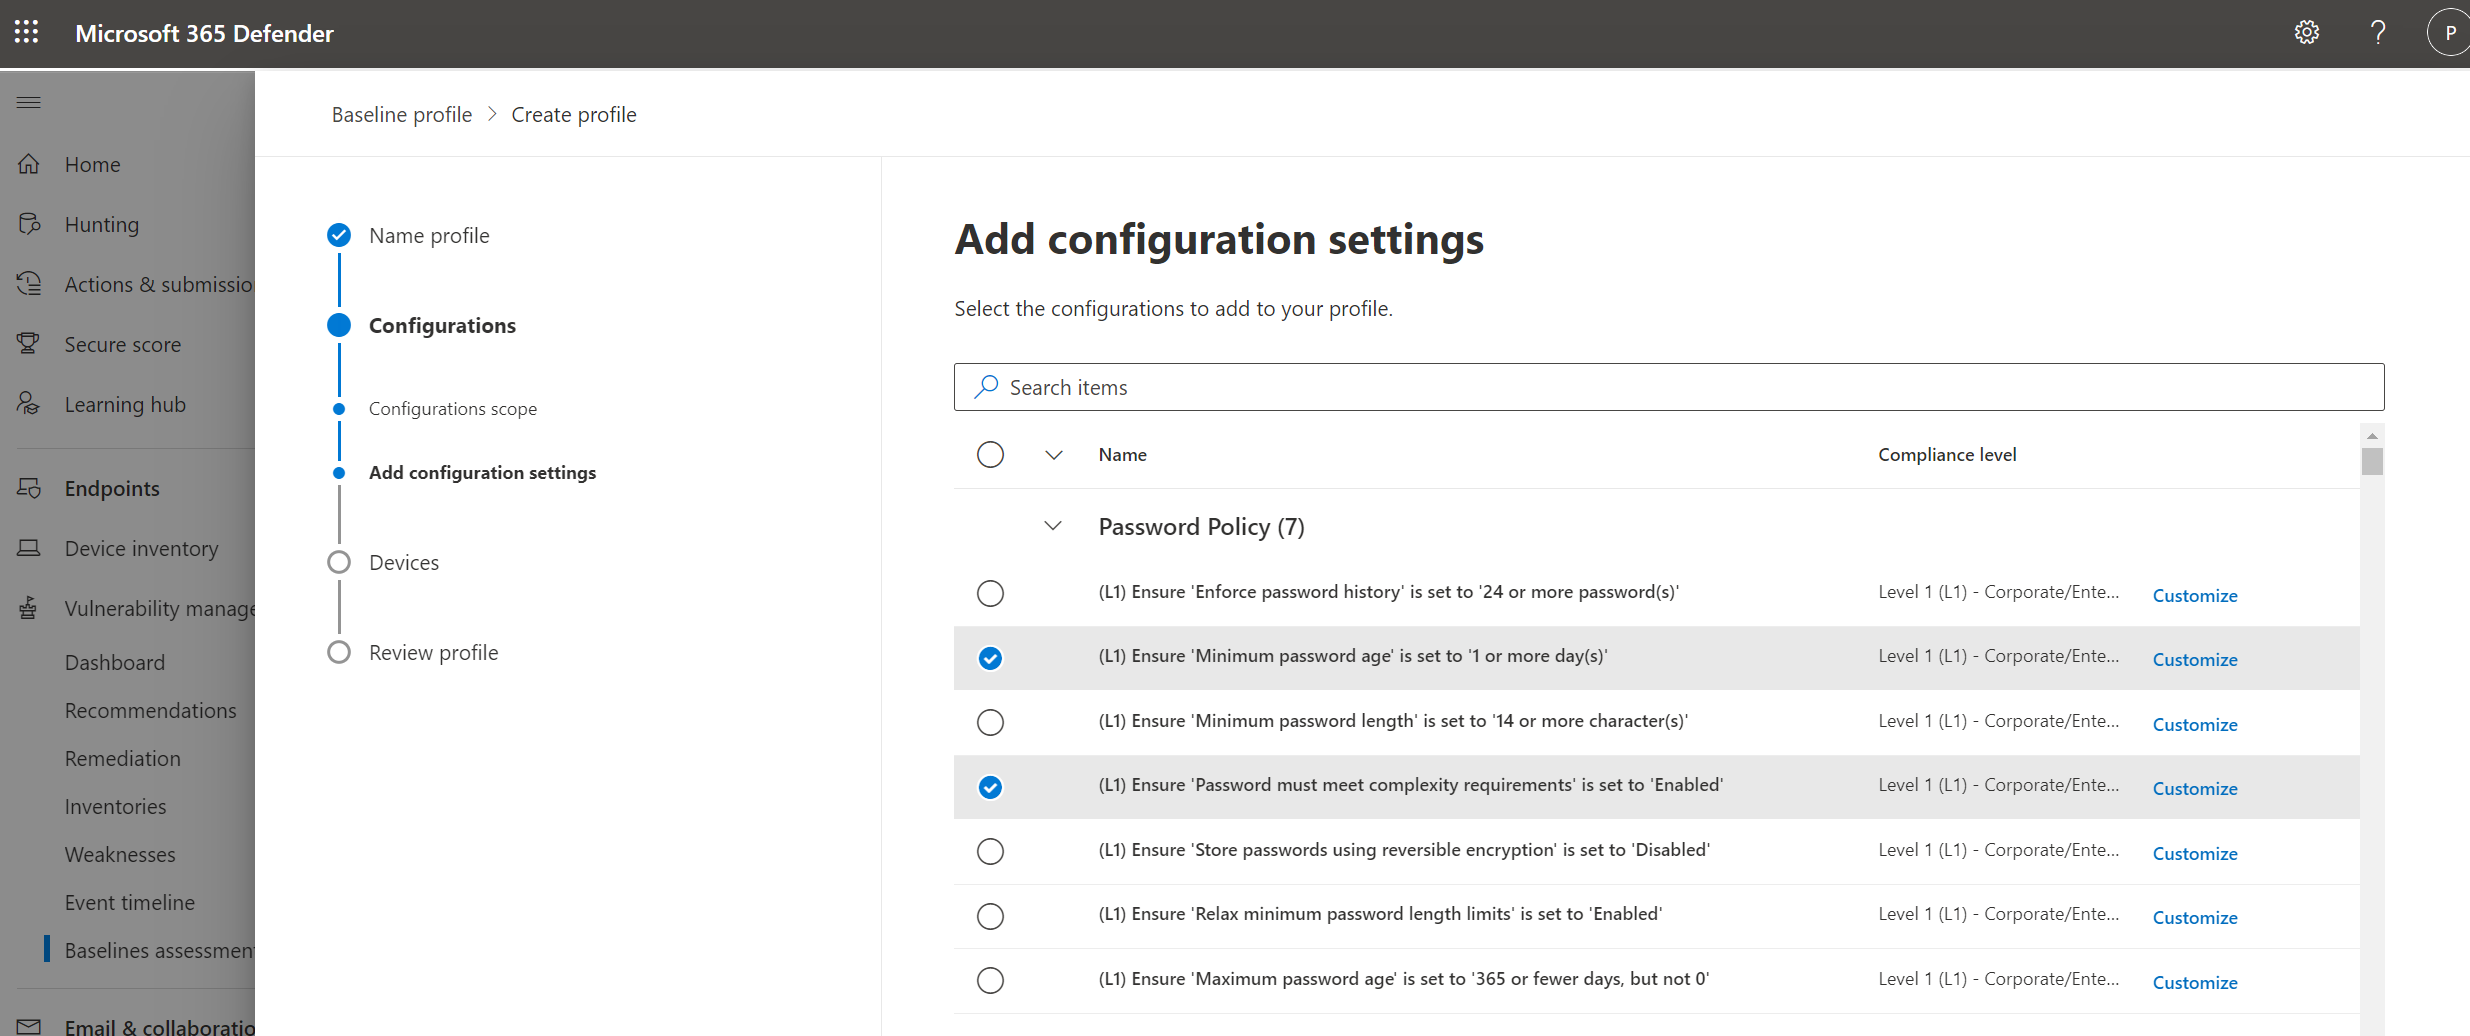 Microsoft 365 Defender
P
Baseline profile > Create profile
Home
Hunting
Actions & submissio
Secure score
Learning hub
Endpoints
Device inventory
Vulnerability manage
Dashboard
Recommendations
Remediation
Inventories
Weaknesses
Event timeline
Baselines assessment
Email & collaboratio
Name profile
Configurations
Configurations scope
Add configuration settings
Devices
Review profile
Add configuration settings
Select the configurations to add to your profile.
Search items
Name Compliance level
Password Policy (7)
(L1) Ensure 'Enforce password history' is set to '24 or more password(s)' Level 1 (L1) - Corporate/Ente... Customize
(L1) Ensure 'Minimum password age' is set to '1 or more day(s)' Level 1 (L1) - Corporate/Ente... Customize
(L1) Ensure 'Minimum password length' is set to '14 or more character(s)' Level 1 (L1) - Corporate/Ente... Customize
(L1) Ensure 'Password must meet complexity requirements' is set to 'Enabled' Level 1 (L1) - Corporate/Ente... Customize
(L1) Ensure 'Store passwords using reversible encryption' is set to 'Disabled' Level 1 (L1) - Corporate/Ente... Customize
(L1) Ensure 'Relax minimum password length limits' is set to 'Enabled' Level 1 (L1) - Corporate/Ente... Customize
(L1) Ensure 'Maximum password age' is set to '365 or fewer days, but not 0' Level 1 (L1) - Corporate/Ente... Customize